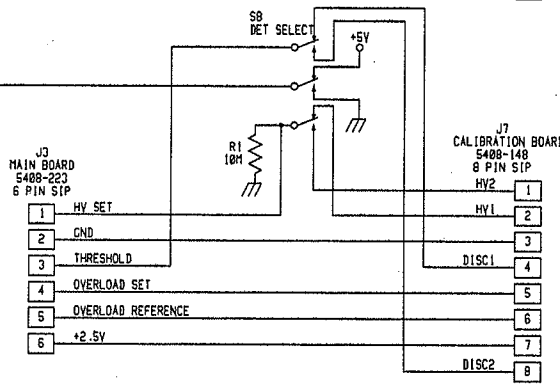 S8
DET SELECT
+5V
R1
10M
J3
MAIN BOARD
5408-223
6 PIN SIP
1 HV SET
2 GND
3 THRESHOLD
4 OVERLOAD SET
5 OVERLOAD REFERENCE
6 +2.5V
J7
CALIBRATION BOARD
5408-148
8 PIN SIP
HV2 1
HV1 2
3
DISC1 4
5
6
7
DISC2 8